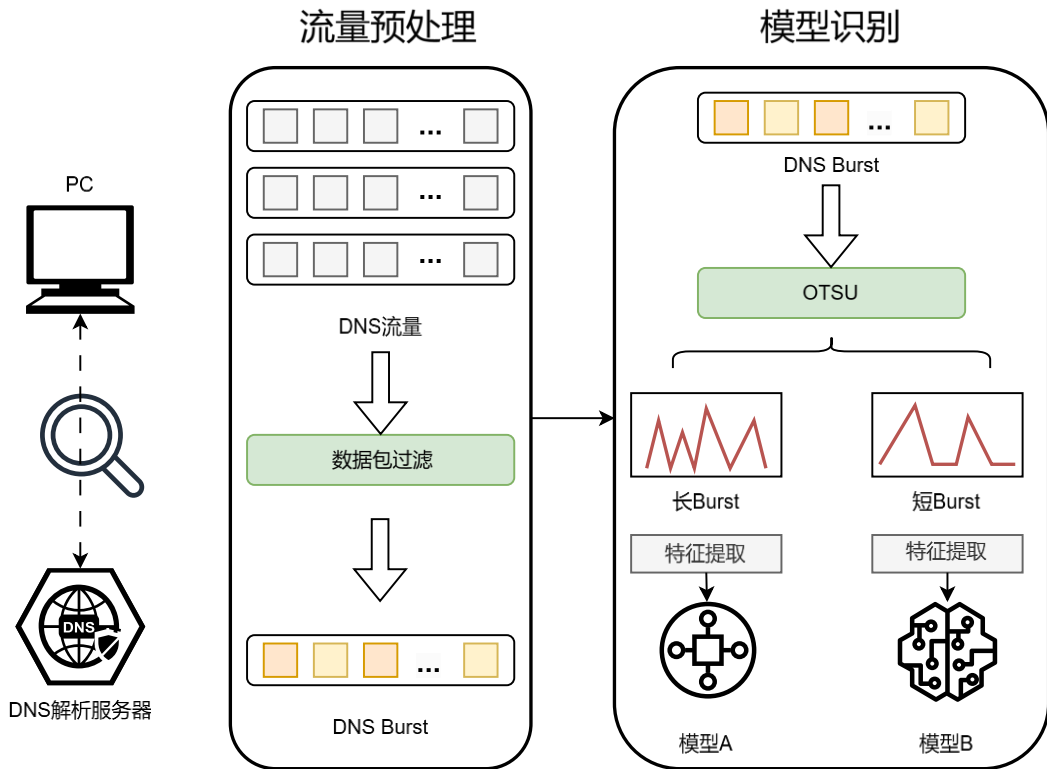 流量预处理
模型识别
PC
DNS
DNS解析服务器
...
...
...
DNS流量
数据包过滤
...
DNS Burst
...
DNS Burst
OTSU
长Burst
短Burst
特征提取
特征提取
模型A
模型B